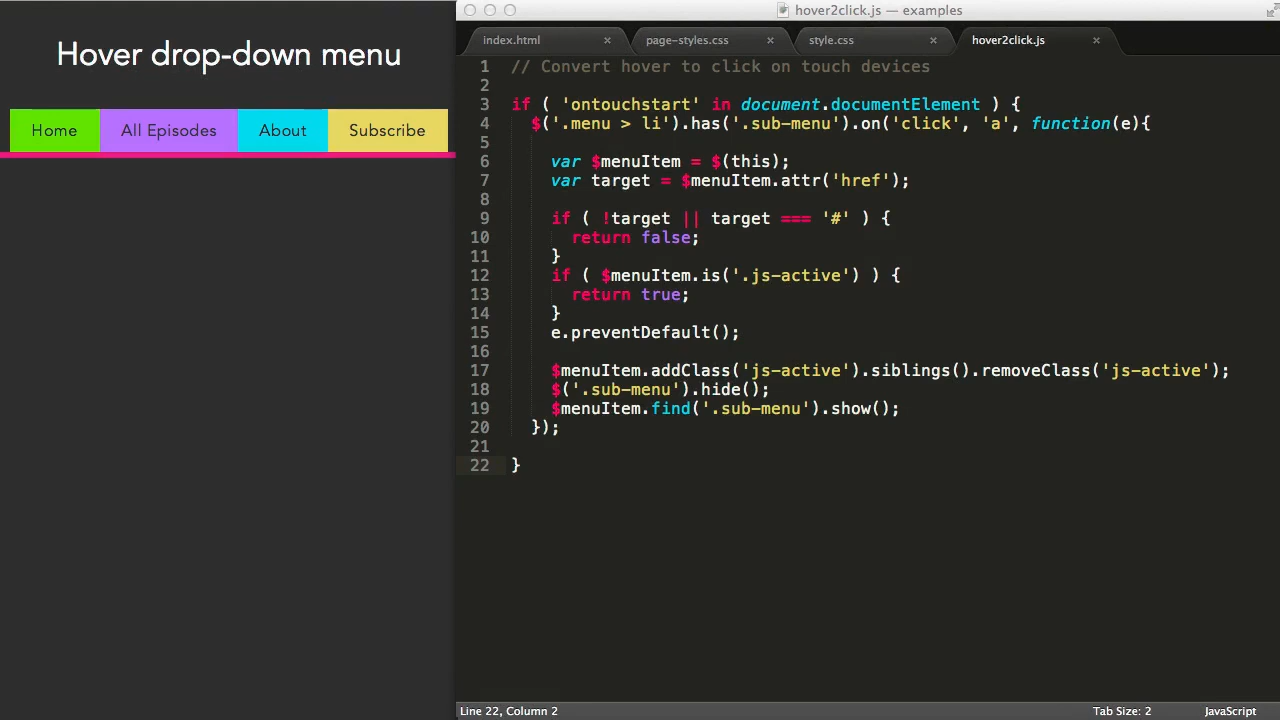 Hover drop-down menu
Home All Episodes About Subscribe
hover2click.js — examples
index.html × page-styles.css × style.css × hover2click.js ×
1 // Convert hover to click on touch devices
2
3 if ( 'ontouchstart' in document.documentElement ) {
4 $('.menu > li').has('.sub-menu').on('click', 'a', function(e){
5
6 var $menuItem = $(this);
7 var target = $menuItem.attr('href');
8
9 if ( !target || target === '#' ) {
10 return false;
11 }
12 if ( $menuItem.is('.js-active') ) {
13 return true;
14 }
15 e.preventDefault();
16
17 $menuItem.addClass('js-active').siblings().removeClass('js-active');
18 $('.sub-menu').hide();
19 $menuItem.find('.sub-menu').show();
20 });
21
22 }
Line 22, Column 2 Tab Size: 2 JavaScript